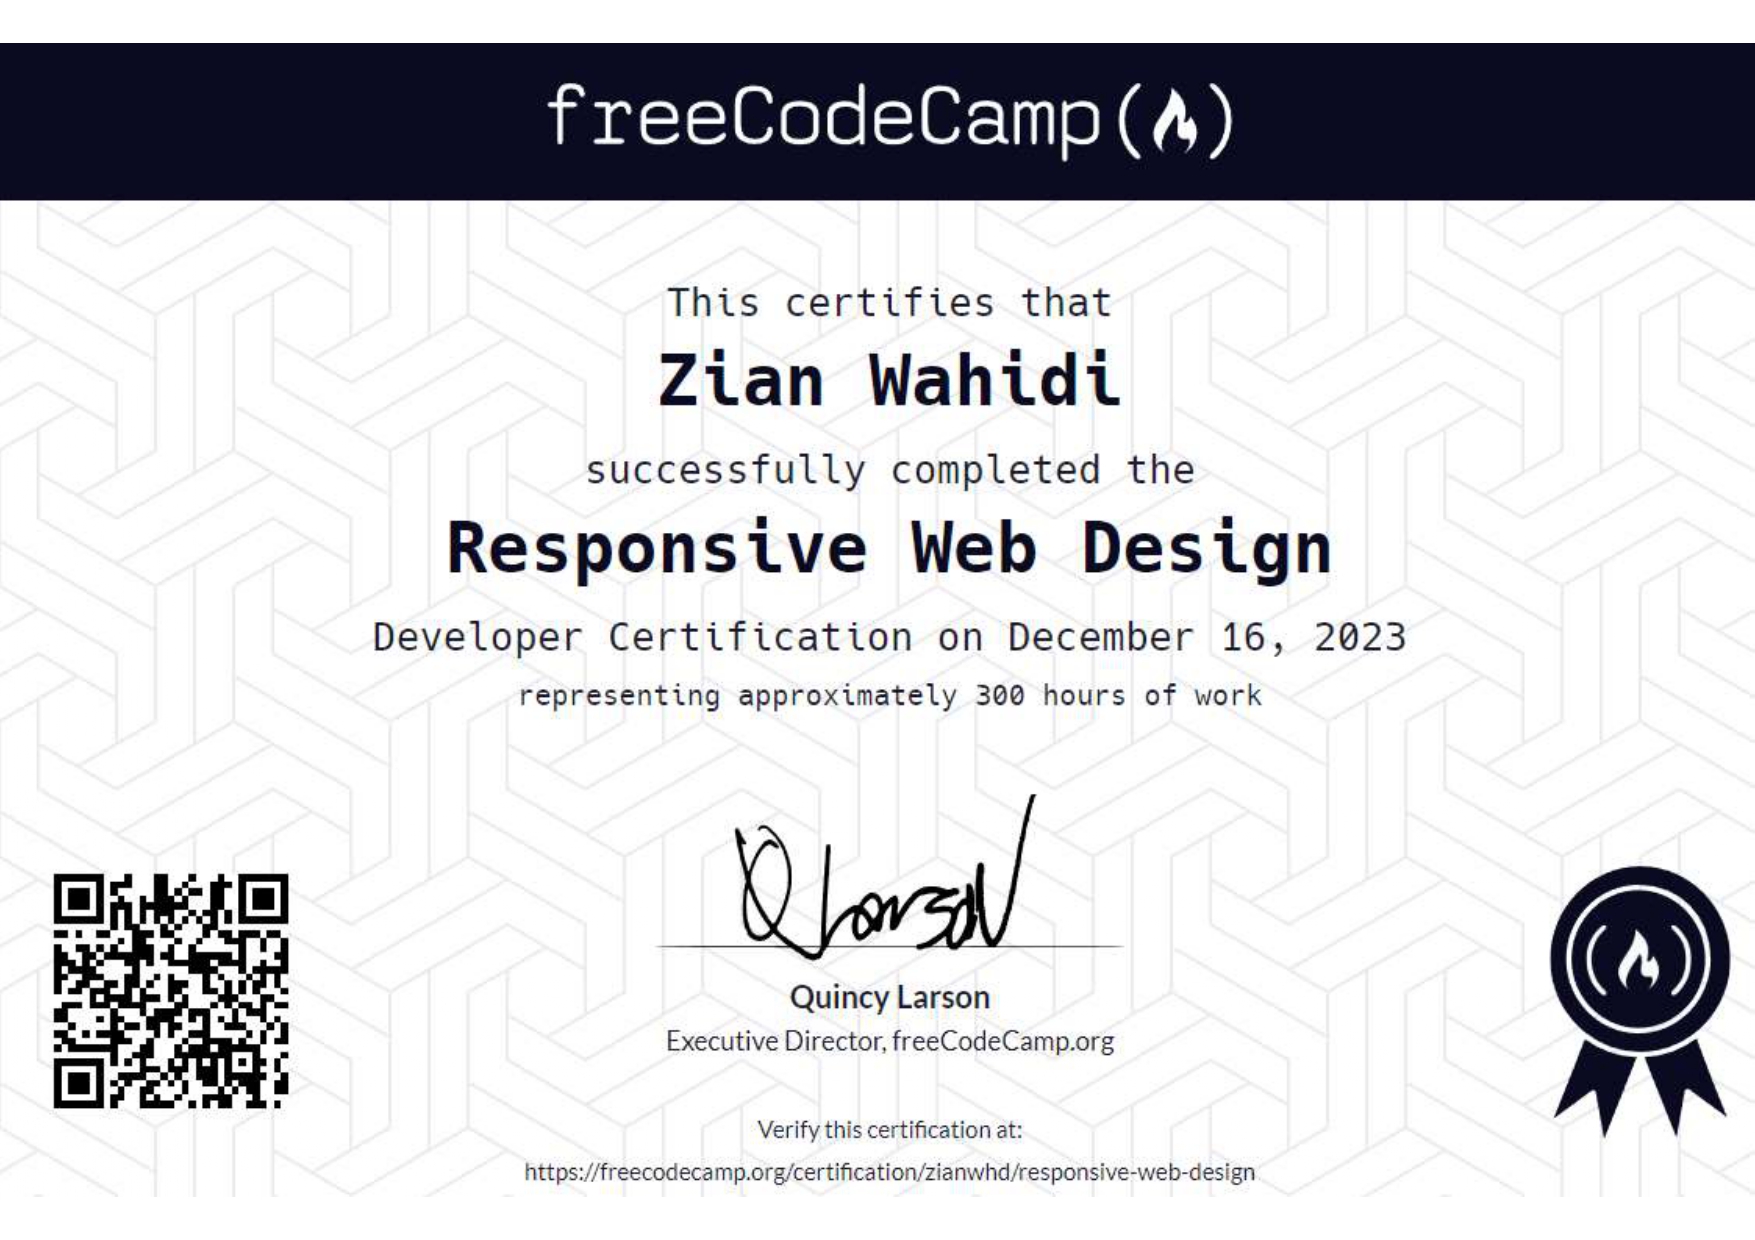 freeCodeCamp
This certifies that
Zian Wahidi
successfully completed the
Responsive Web Design
Developer Certification on December 16, 2023
representing approximately 300 hours of work
Q Larson
Quincy Larson
Executive Director, freeCodeCamp.org
Verify this certification at:
https://freecodecamp.org/certification/zianwhd/responsive-web-design